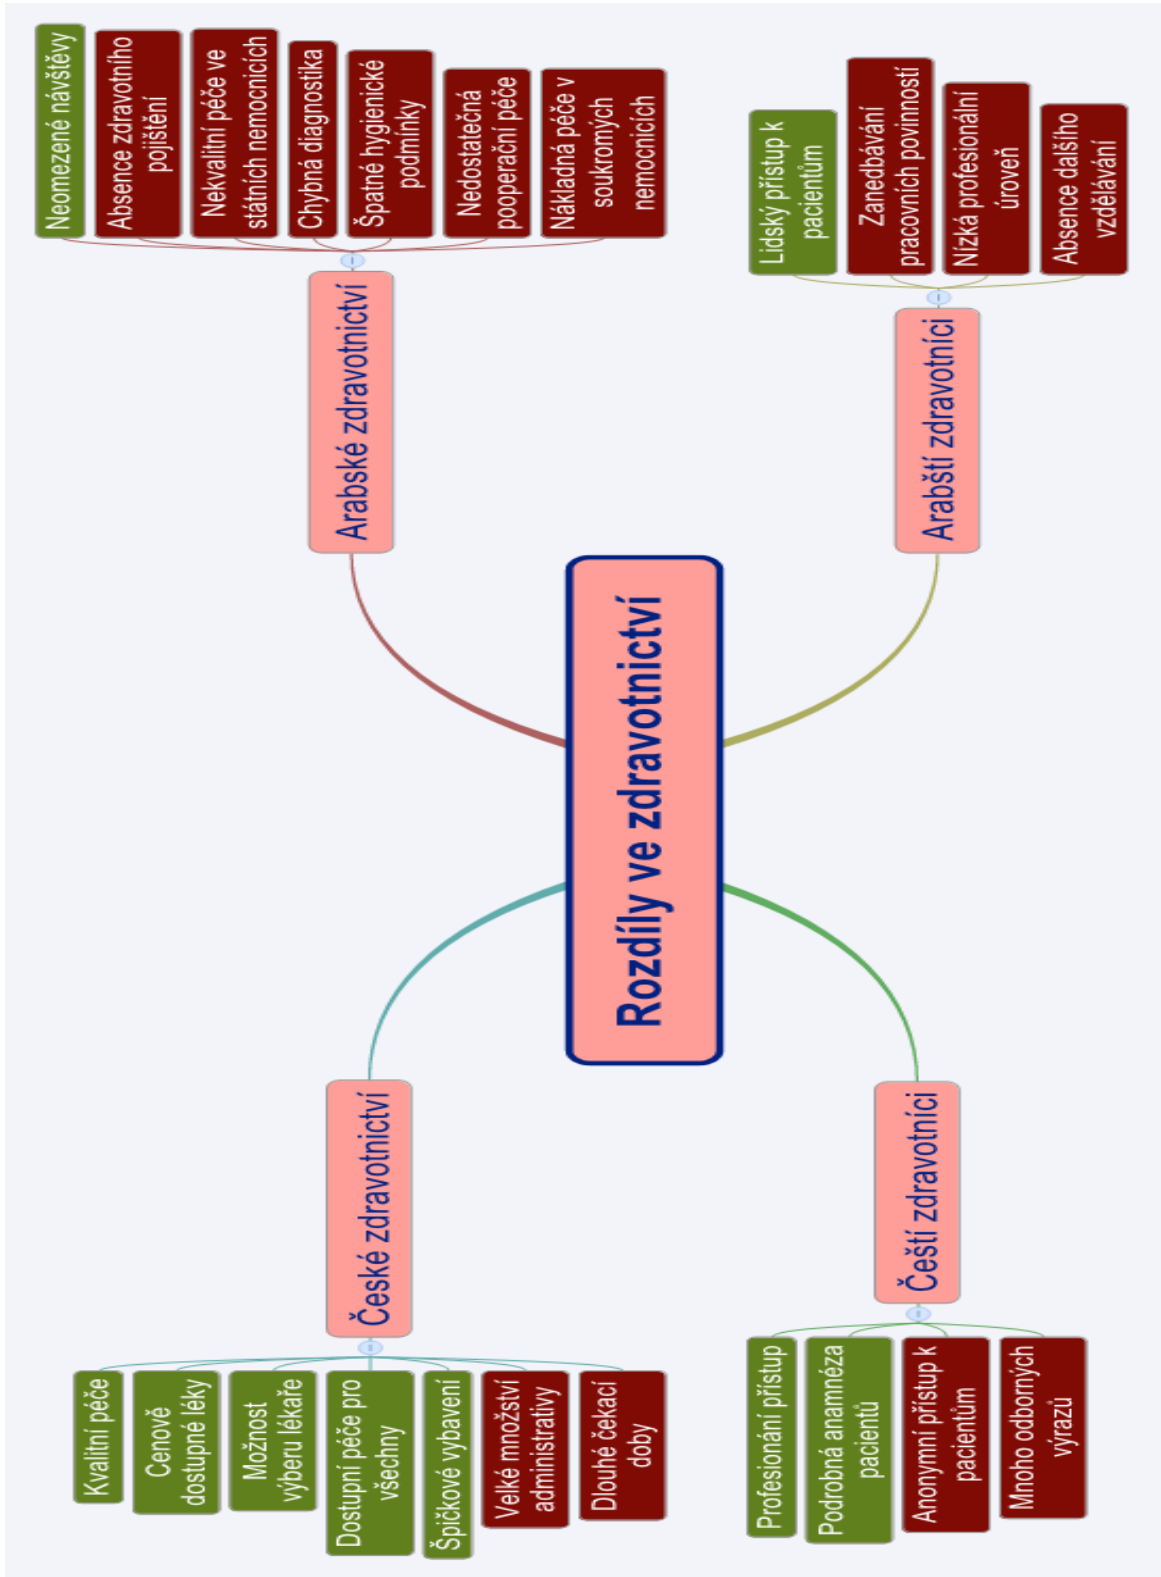 Rozdíly ve zdravotnictví
České zdravotnictví
Kvalitní péče
Cenově
dostupné léky
Možnost
výberu lékaře
Dostupní péče pro
všechny
Špičkové vybavení
Velké množství
administrativy
Dlouhé čekací
doby
Čeští zdravotníci
Profesionání přístup
Podrobná anamnéza
pacientů
Anonymní přístup k
pacientům
Mnoho odborných
výrazu
Arabské zdravotnictví
Neomezené návštěvy
Absence zdravotního
pojištění
Nekvalitní péče ve
státních nemocnicích
Chybná diagnostika
Špatné hygienické
podmínky
Nedostatečná
pooperační péče
Nákladná péče v
soukromých
nemocnicích
Arabští zdravotníci
Lidský přístup k
pacientům
Zanedbávání
pracovních povinností
Nízká profesionální
úroveň
Absence dalšího
vzdělávání